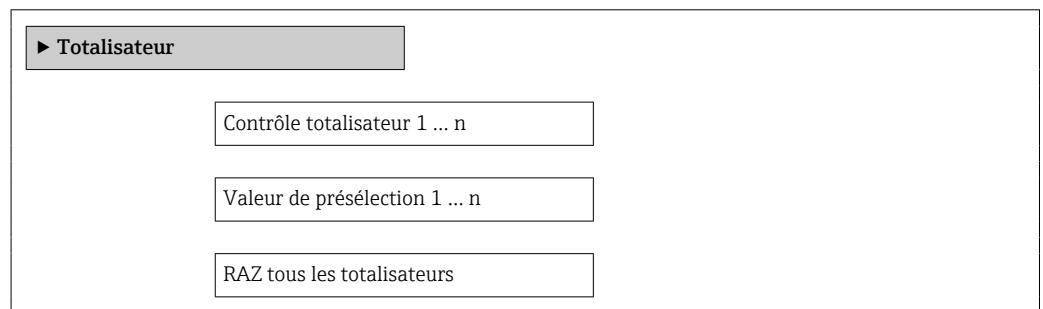 ▶ Totalisateur
Contrôle totalisateur 1 … n
Valeur de présélection 1 … n
RAZ tous les totalisateurs